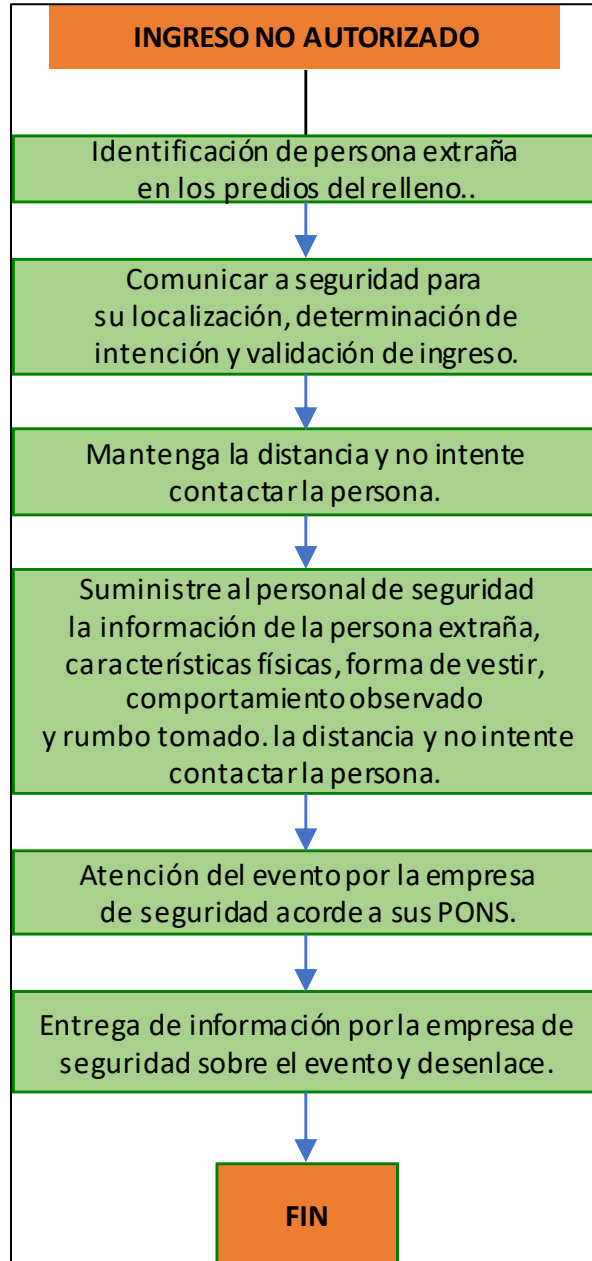 INGRESO NO AUTORIZADO
Identificación de persona extraña
en los predios del relleno..
Comunicar a seguridad para
su localización, determinación de
intención y validación de ingreso.
Mantenga la distancia y no intente
contactar la persona.
Suministre al personal de seguridad
la información de la persona extraña,
características físicas, forma de vestir,
comportamiento observado
y rumbo tomado. la distancia y no intente
contactar la persona.
Atención del evento por la empresa
de seguridad acorde a sus PONS.
Entrega de información por la empresa de
seguridad sobre el evento y desenlace.
FIN